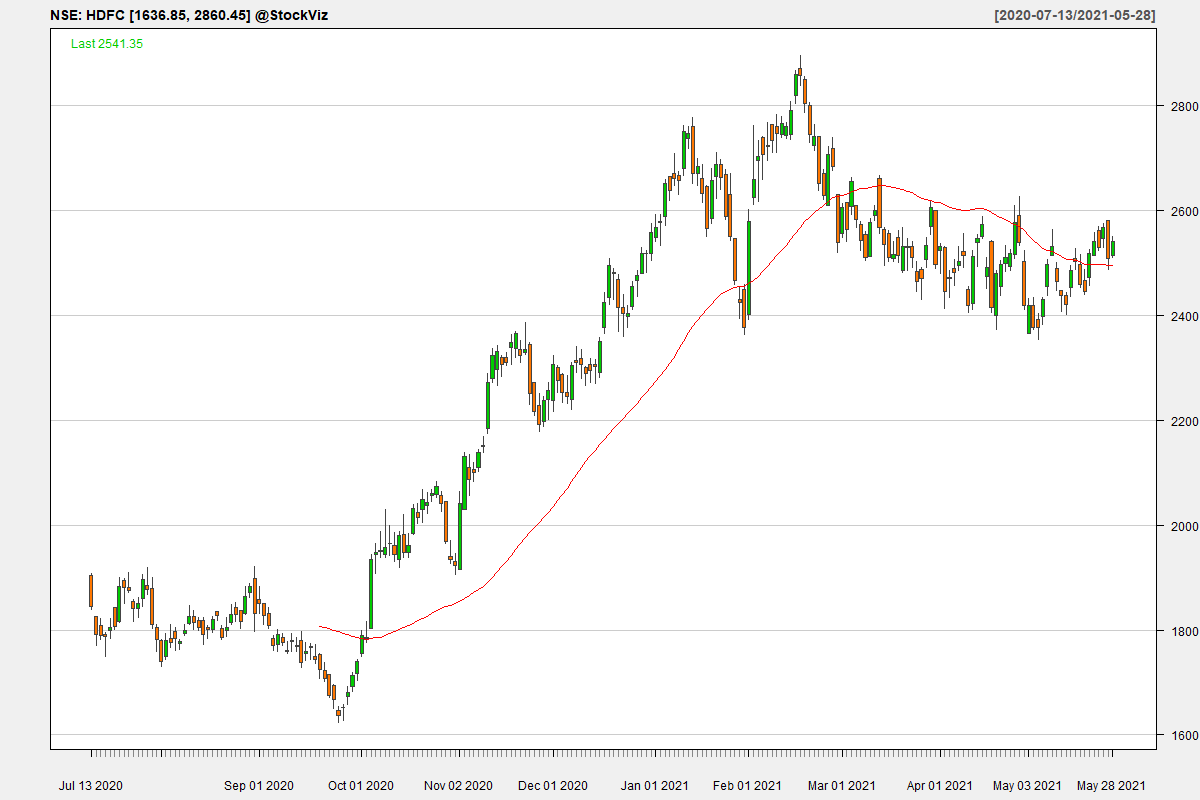 NSE: HDFC [1636.85, 2860.45] @StockViz [2020-07-13/2021-05-28]
Last 2541.35
2800
2600
2400
2200
2000
1800
1600
Jul 13 2020 Sep 01 2020 Oct 01 2020 Nov 02 2020 Dec 01 2020 Jan 01 2021 Feb 01 2021 Mar 01 2021 Apr 01 2021 May 03 2021 May 28 2021